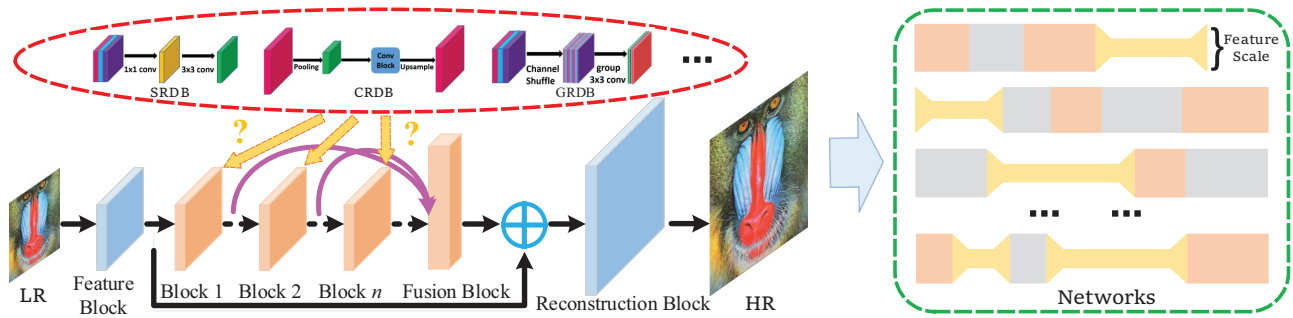 1x1 conv
3x3 conv
SRDB
Pooling
Conv
Block
Upsample
CRDB
Channel
Shuffle
group
3x3 conv
GRDB
...
?
?
LR
Feature
Block
Block 1
Block 2
Block n
Fusion Block
Reconstruction Block
HR
Feature
Scale
... ...
Networks